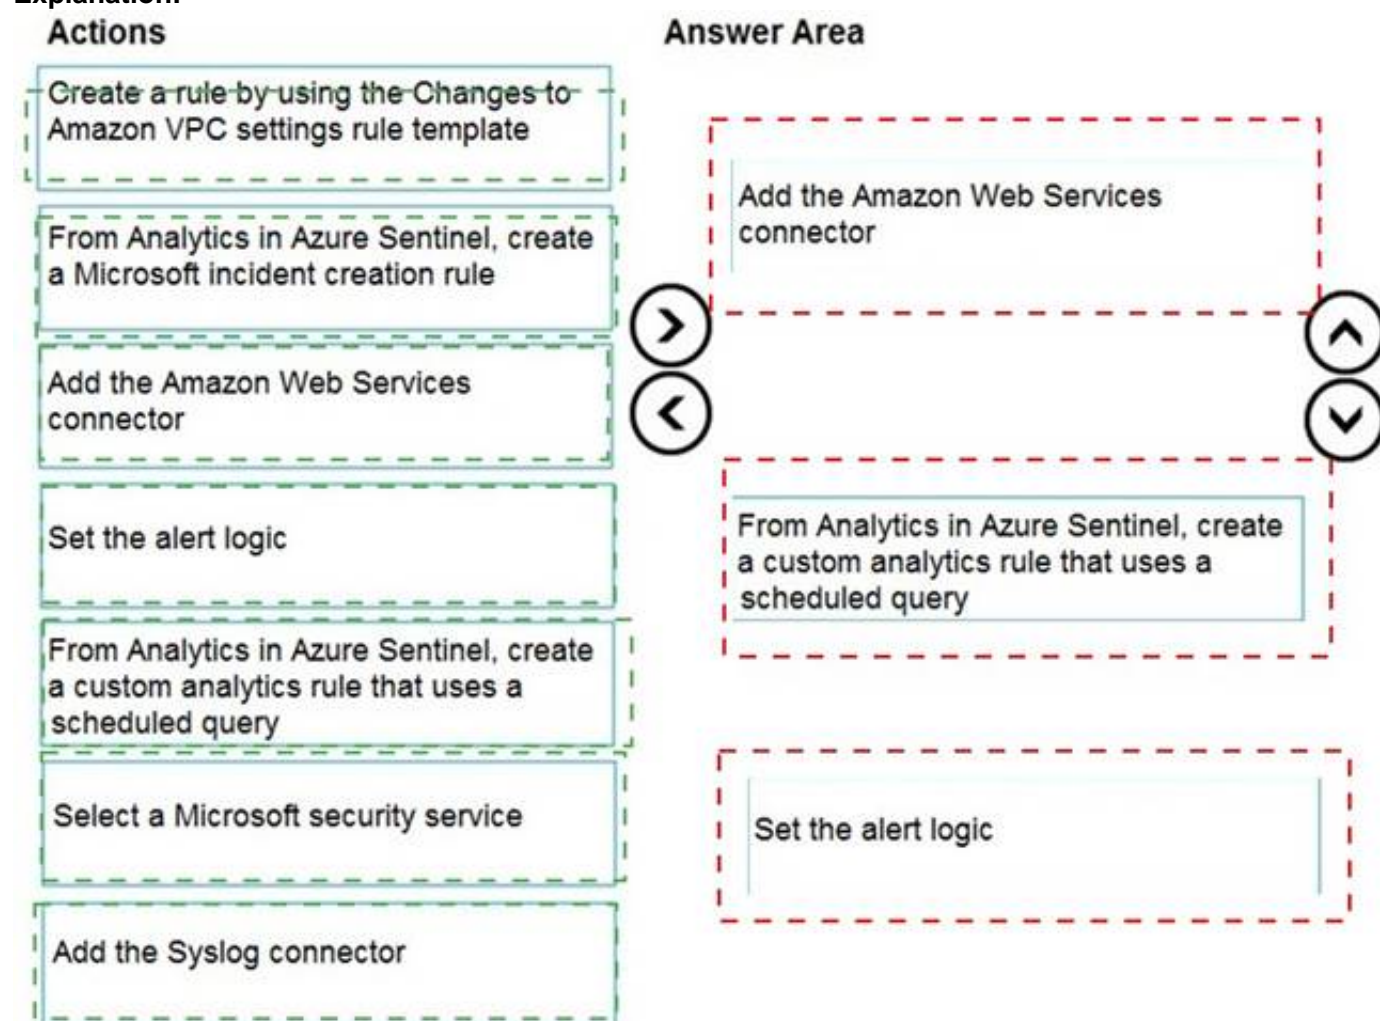 Explanation:
Actions
Create a rule by using the Changes to
Amazon VPC settings rule template
From Analytics in Azure Sentinel, create
a Microsoft incident creation rule
Add the Amazon Web Services
connector
Set the alert logic
From Analytics in Azure Sentinel, create
a custom analytics rule that uses a
scheduled query
Select a Microsoft security service
Add the Syslog connector
Answer Area
Add the Amazon Web Services
connector
From Analytics in Azure Sentinel, create
a custom analytics rule that uses a
scheduled query
Set the alert logic